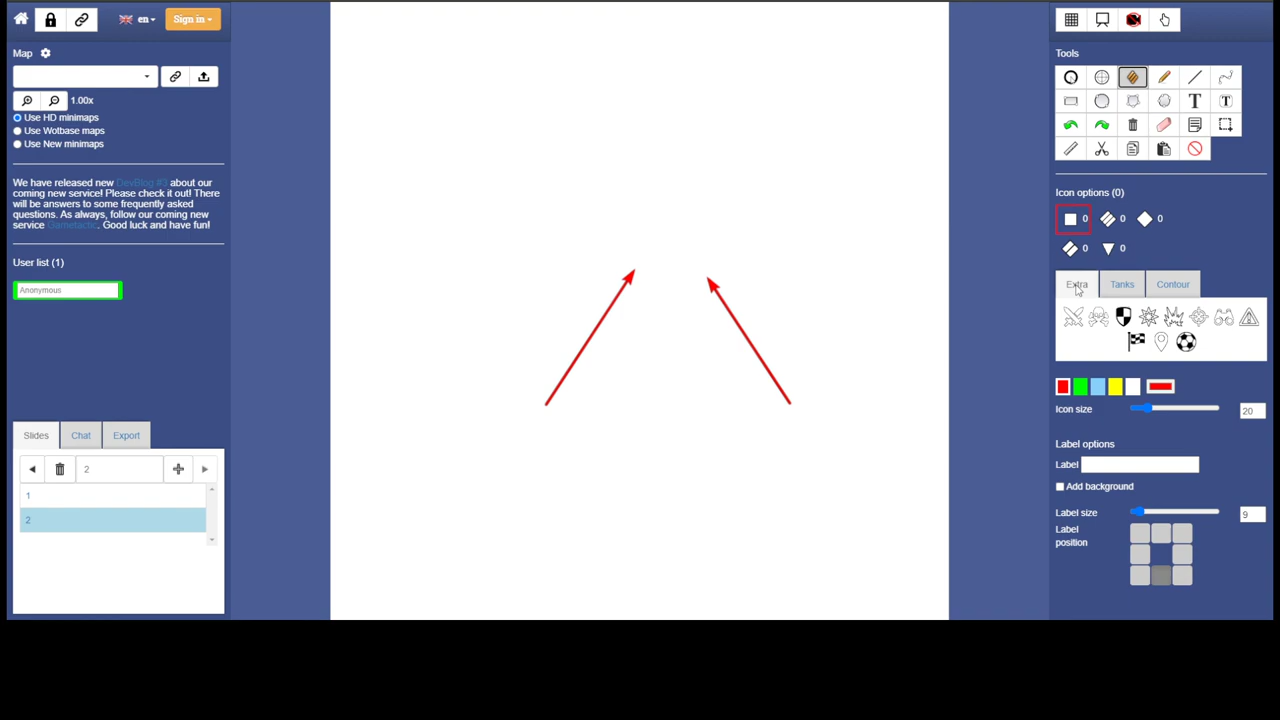 en
Sign in
Map
1.00x
Use HD minimaps
Use Wotbase maps
Use New minimaps
We have released new DevBlog #3 about our
coming new service! Please check it out! There
will be answers to some frequently asked
questions. As always, follow our coming new
service Gametactic. Good luck and have fun!
User list (1)
Anonymous
Slides
Chat
Export
2
1
2
Tools
T
T
Icon options (0)
0
0
0
0
0
Extra
Tanks
Contour
Icon size
20
Label options
Label
Add background
Label size
9
Label
position